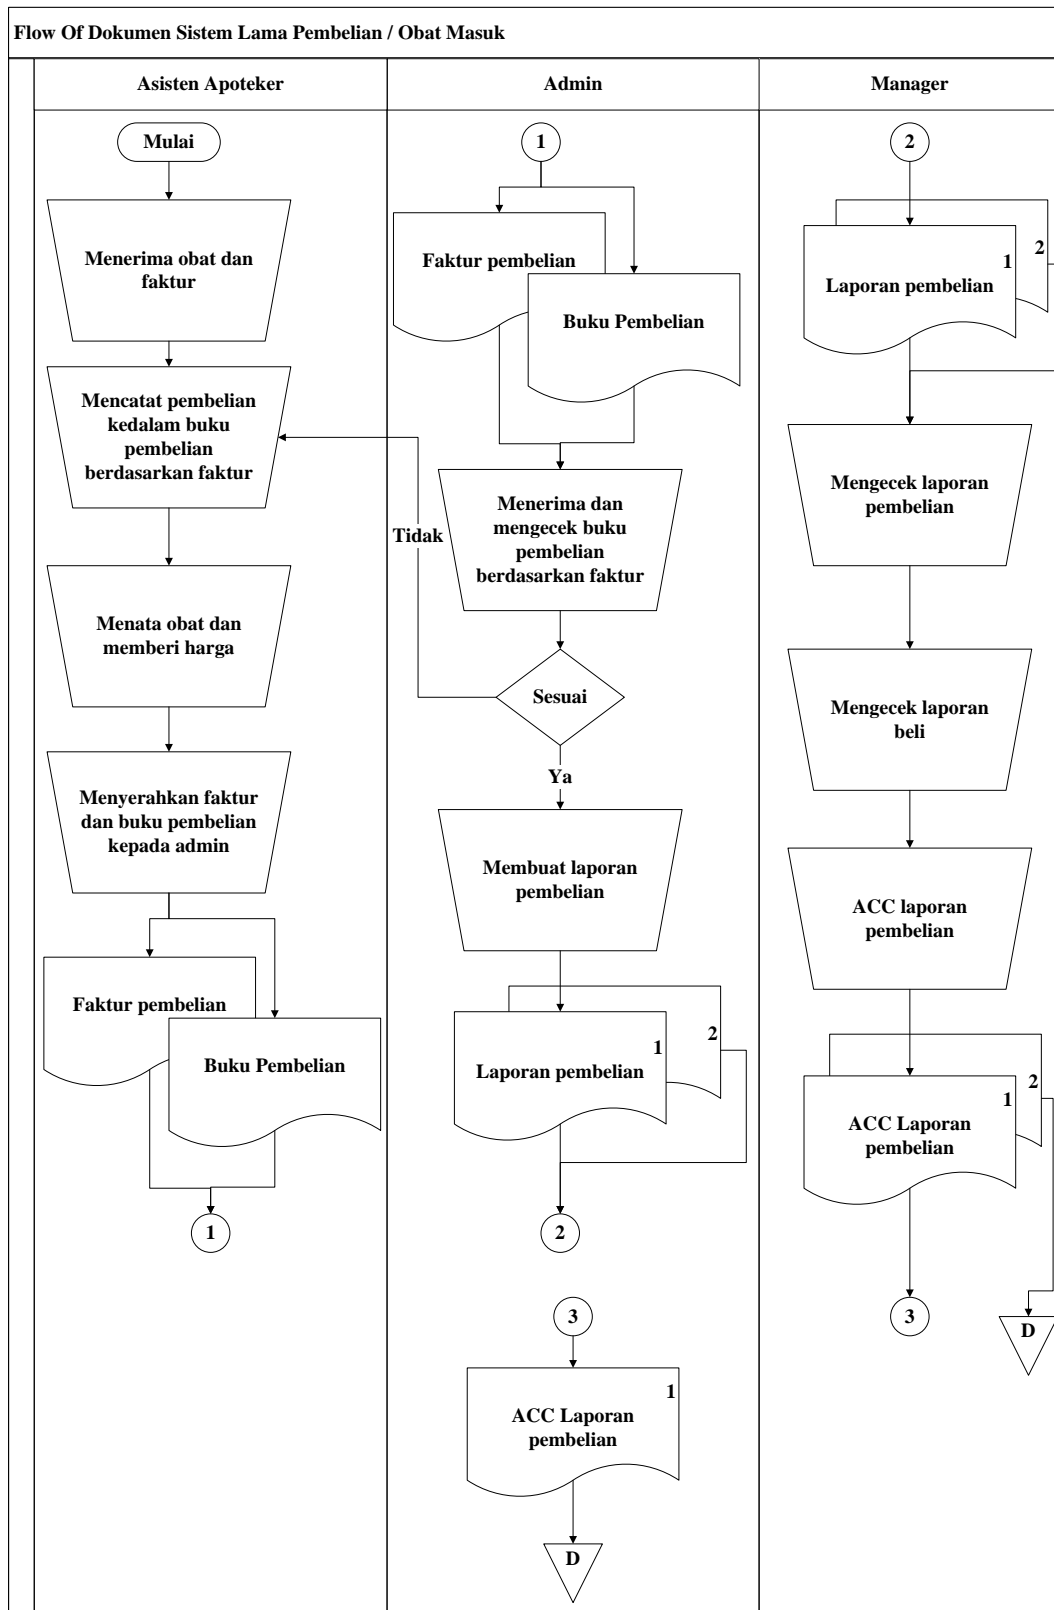 Flow Of Dokumen Sistem Lama Pembelian / Obat Masuk
Asisten Apoteker
Admin
Manager
Mulai
Menerima obat dan
faktur
Mencatat pembelian
kedalam buku
pembelian
berdasarkan faktur
Menata obat dan
memberi harga
Menyerahkan faktur
dan buku pembelian
kepada admin
Faktur pembelian
Buku Pembelian
1
1
Faktur pembelian
Buku Pembelian
Menerima dan
mengecek buku
pembelian
berdasarkan faktur
Tidak
Sesuai
Ya
Membuat laporan
pembelian
2
1
Laporan pembelian
2
3
1
ACC Laporan
pembelian
D
2
2
1
Laporan pembelian
Mengecek laporan
pembelian
Mengecek laporan
beli
ACC laporan
pembelian
2
1
ACC Laporan
pembelian
3
D